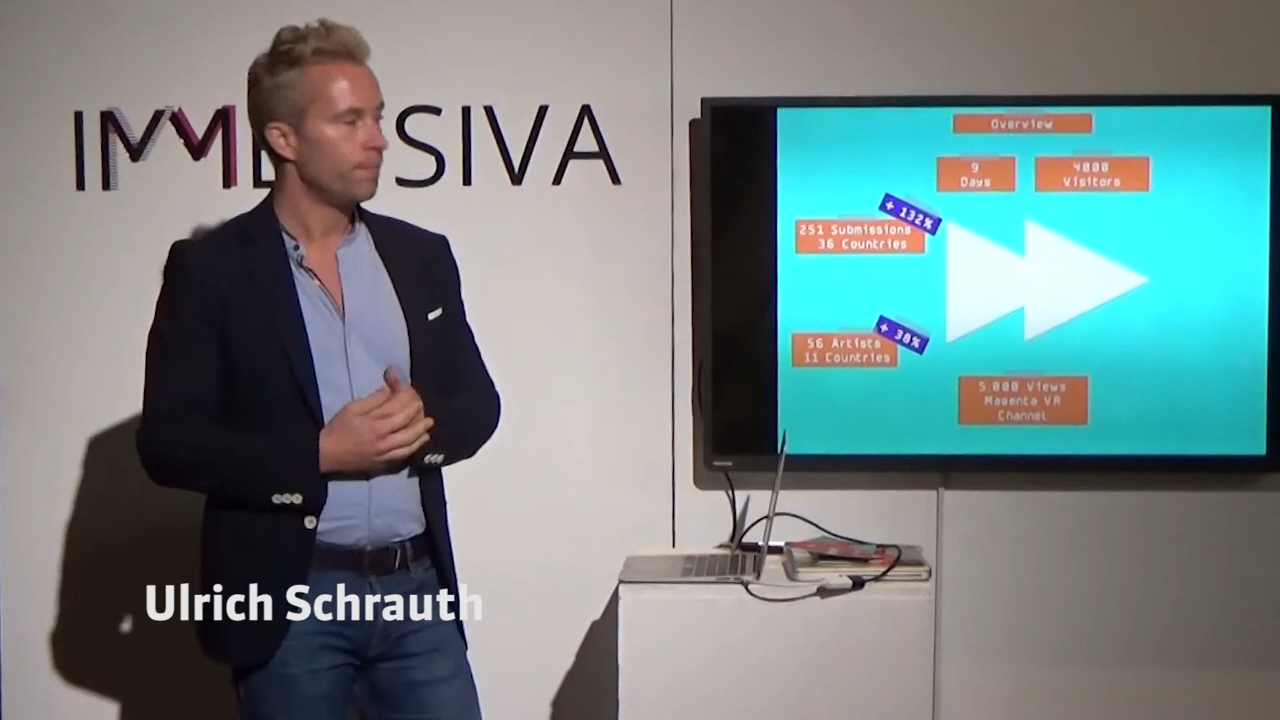 IMMERSIVA
Overview
9
Days
4000
Visitors
+ 132%
251 Submissions
36 Countries
+ 38%
56 Artists
11 Countries
5.000 Views
Magenta VR
Channel
Ulrich Schrauth